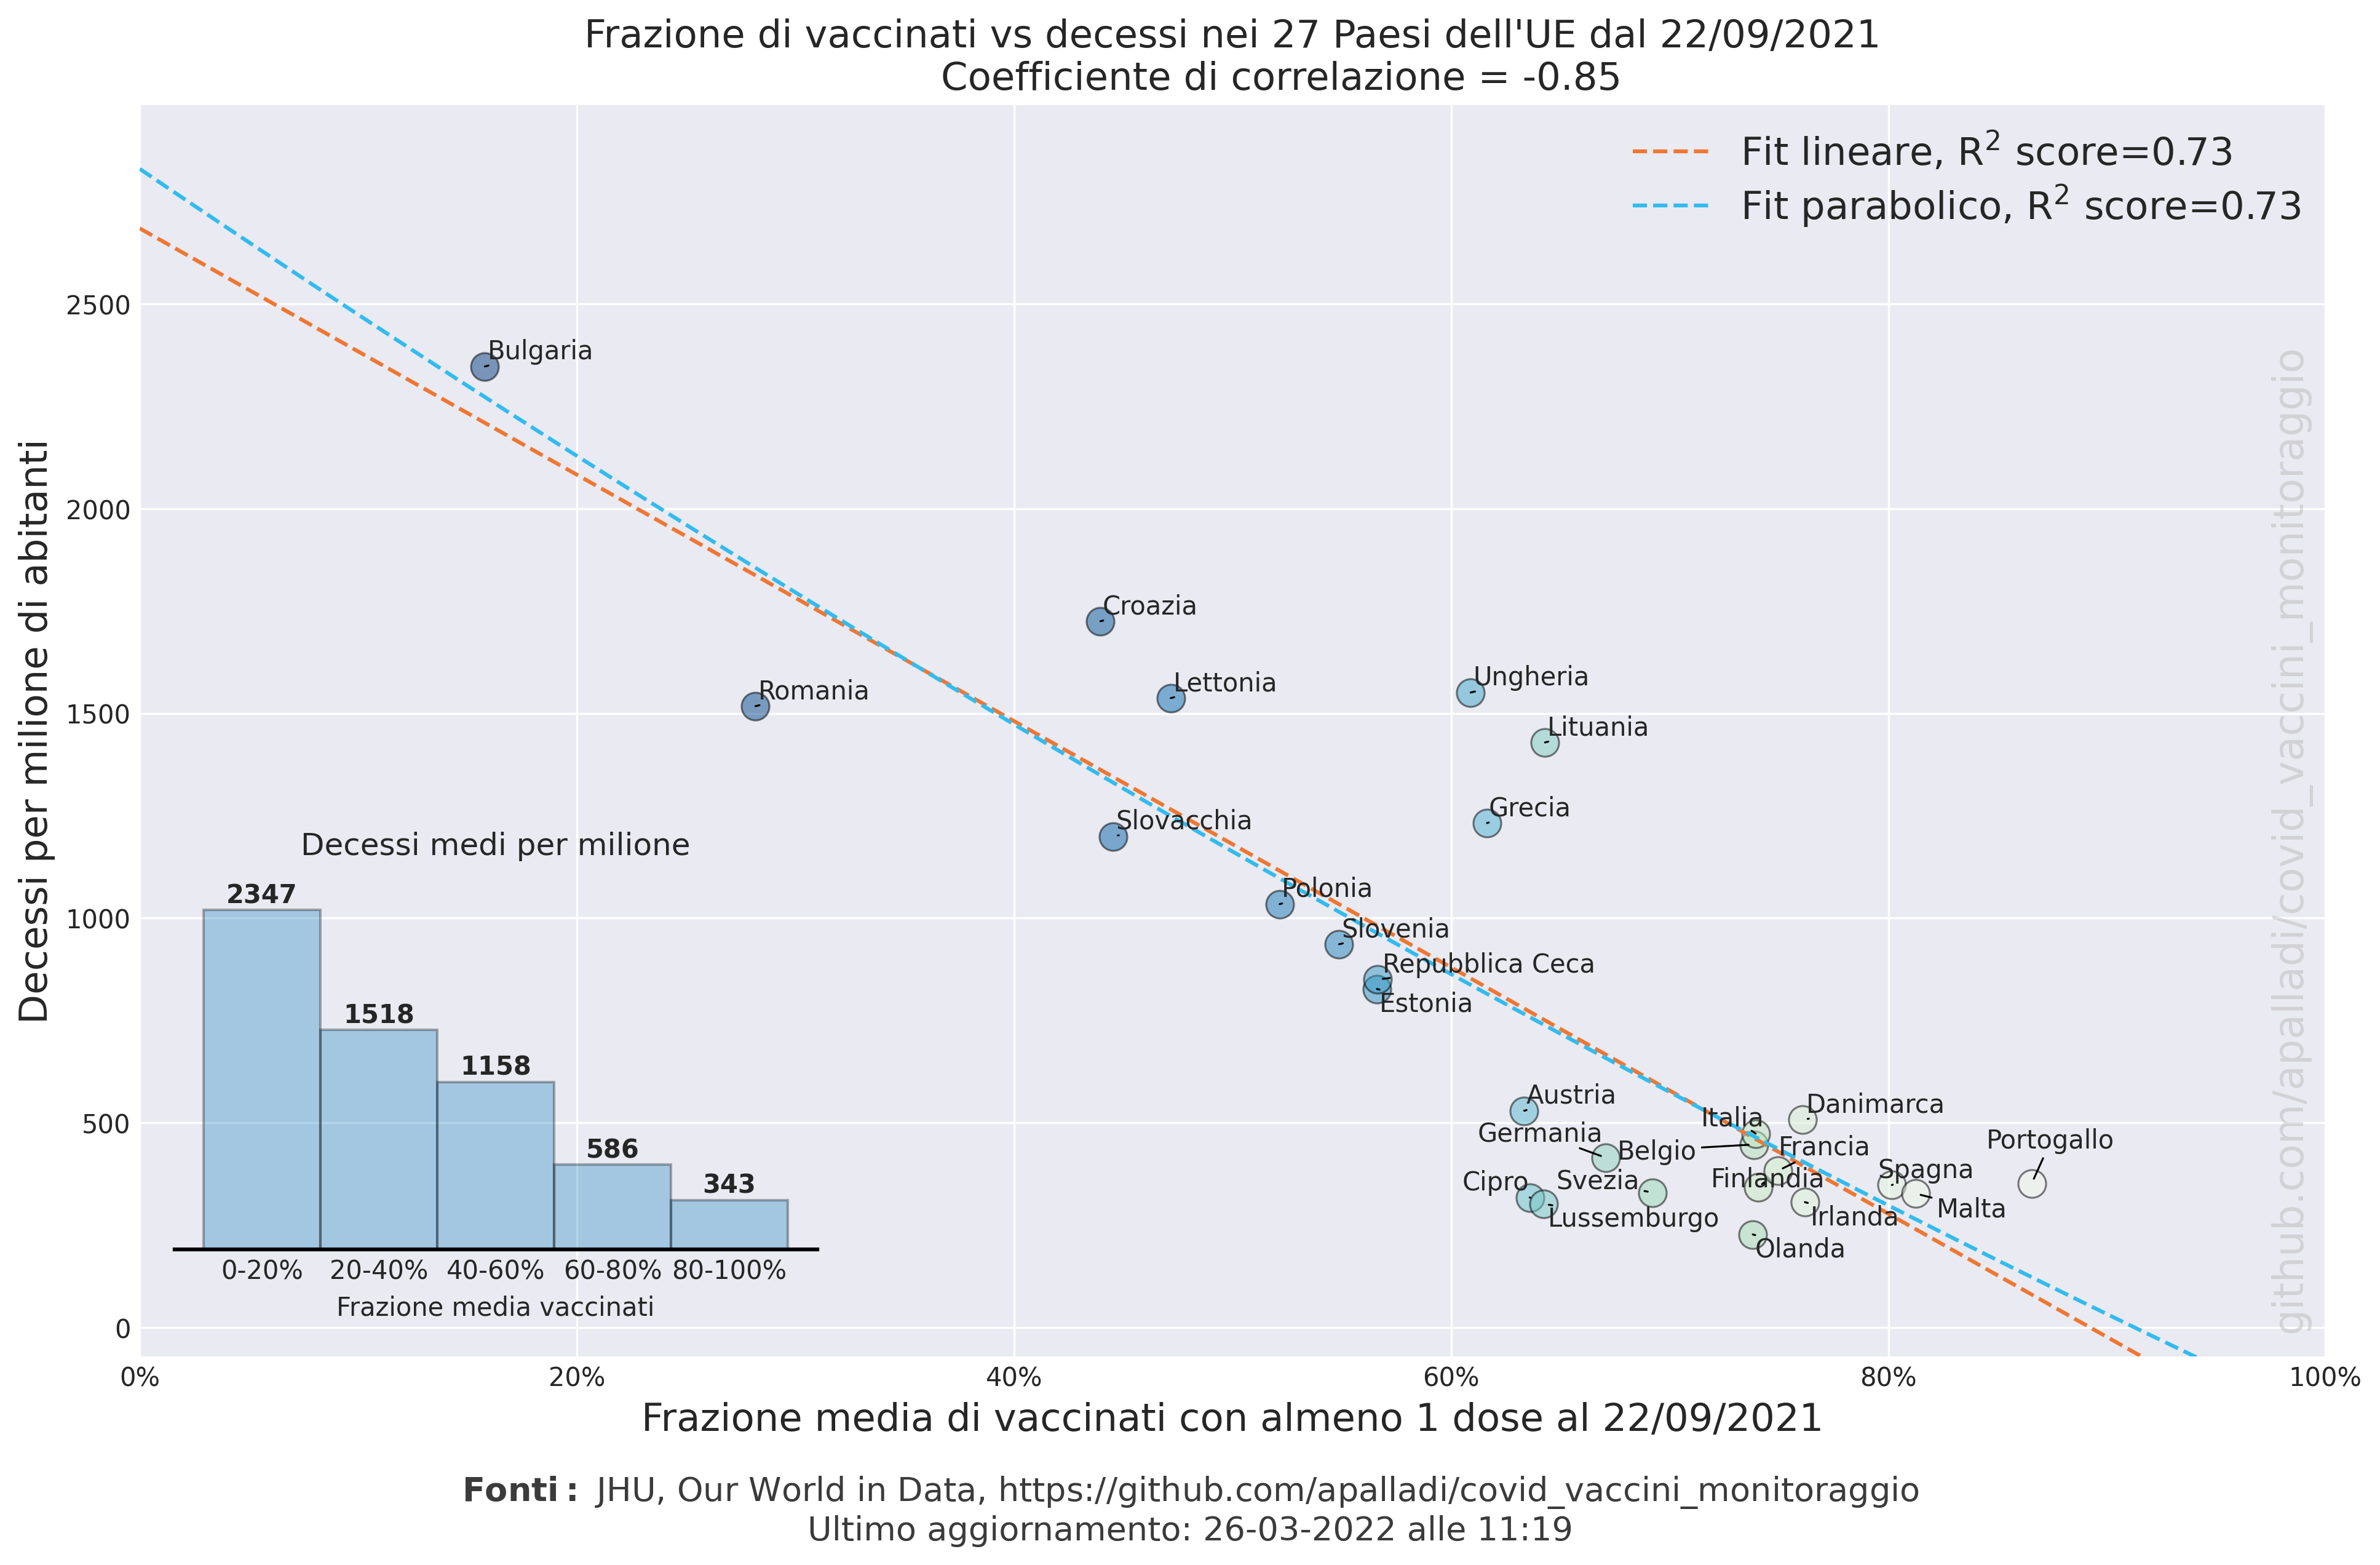 Frazione di vaccinati vs decessi nei 27 Paesi dell'UE dal 22/09/2021
Coefficiente di correlazione = -0.85
Fit lineare, R² score=0.73
Fit parabolico, R² score=0.73
Decessi per milione di abitanti
2500
2000
1500
1000
500
0
Bulgaria
Croazia
Romania
Lettonia
Ungheria
Lituania
Grecia
Slovacchia
Polonia
Slovenia
Repubblica Ceca
Estonia
Austria
Germania
Italia
Belgio
Danimarca
Francia
Portogallo
Cipro
Svezia
Finlandia
Spagna
Malta
Lussemburgo
Irlanda
Olanda
Decessi medi per milione
2347
1518
1158
586
343
0-20% 20-40% 40-60% 60-80% 80-100%
Frazione media vaccinati
github.com/apalladi/covid_vaccini_monitoraggio
0% 20% 40% 60% 80% 100%
Frazione media di vaccinati con almeno 1 dose al 22/09/2021
Fonti: JHU, Our World in Data, https://github.com/apalladi/covid_vaccini_monitoraggio
Ultimo aggiornamento: 26-03-2022 alle 11:19